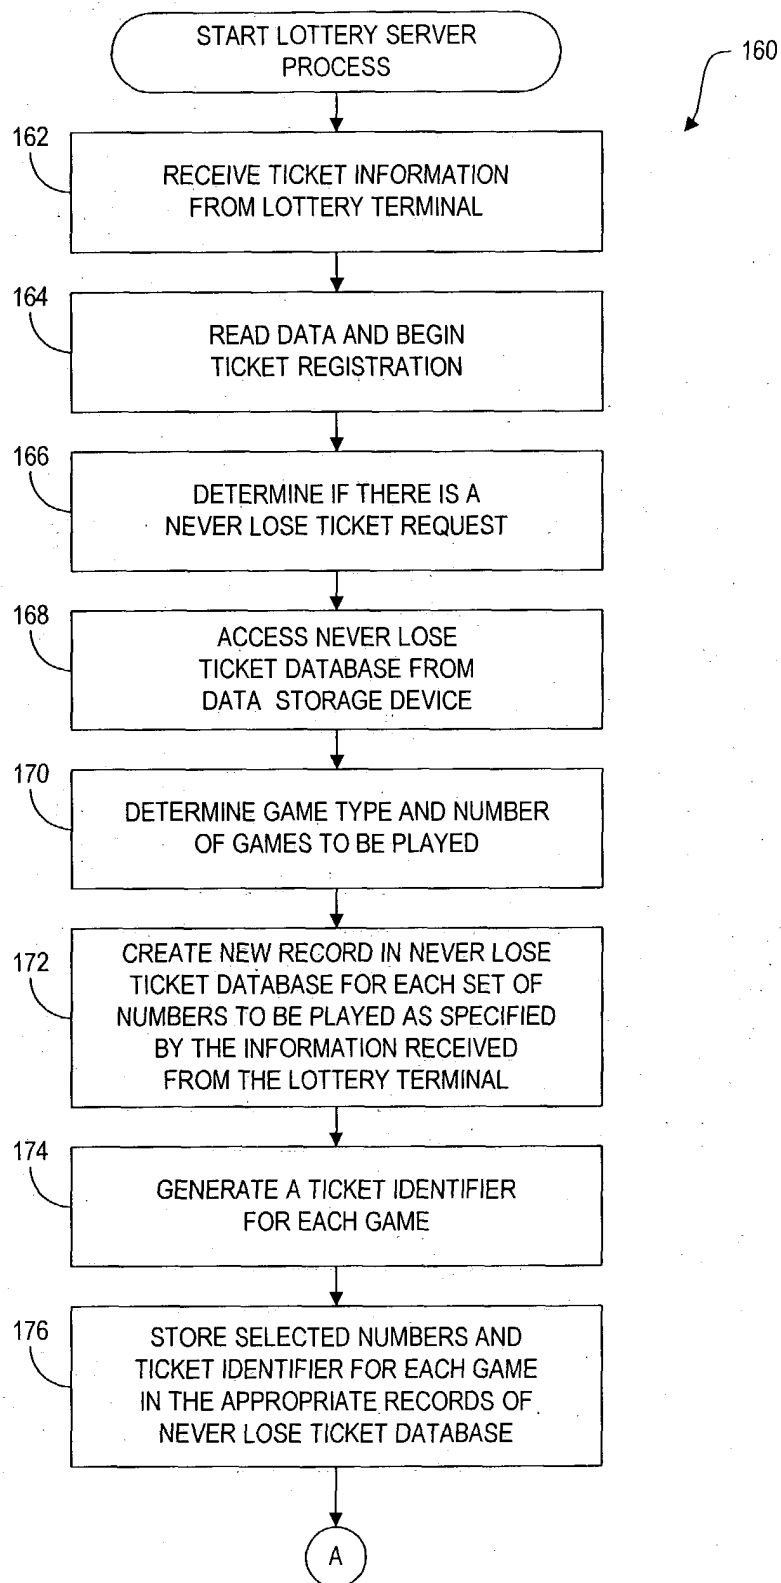 START LOTTERY SERVER
PROCESS
160
162
RECEIVE TICKET INFORMATION
FROM LOTTERY TERMINAL
164
READ DATA AND BEGIN
TICKET REGISTRATION
166
DETERMINE IF THERE IS A
NEVER LOSE TICKET REQUEST
168
ACCESS NEVER LOSE
TICKET DATABASE FROM
DATA STORAGE DEVICE
170
DETERMINE GAME TYPE AND NUMBER
OF GAMES TO BE PLAYED
172
CREATE NEW RECORD IN NEVER LOSE
TICKET DATABASE FOR EACH SET OF
NUMBERS TO BE PLAYED AS SPECIFIED
BY THE INFORMATION RECEIVED
FROM THE LOTTERY TERMINAL
174
GENERATE A TICKET IDENTIFIER
FOR EACH GAME
176
STORE SELECTED NUMBERS AND
TICKET IDENTIFIER FOR EACH GAME
IN THE APPROPRIATE RECORDS OF
NEVER LOSE TICKET DATABASE
A